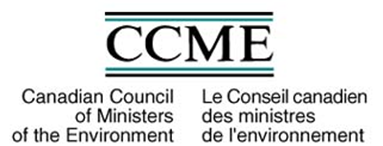 CCME
Canadian Council
of Ministers
of the Environment
Le Conseil canadien
des ministres
de l'environnement